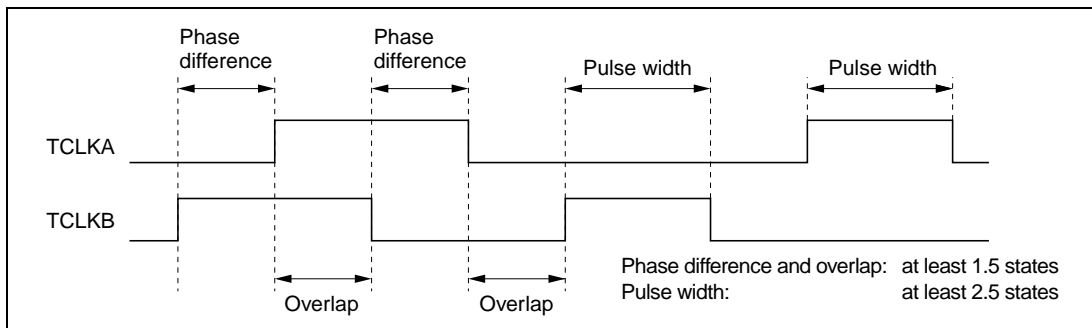 Phase
difference
Phase
difference
Pulse width
Pulse width
TCLKA
TCLKB
Overlap
Overlap
Phase difference and overlap: at least 1.5 states
Pulse width: at least 2.5 states